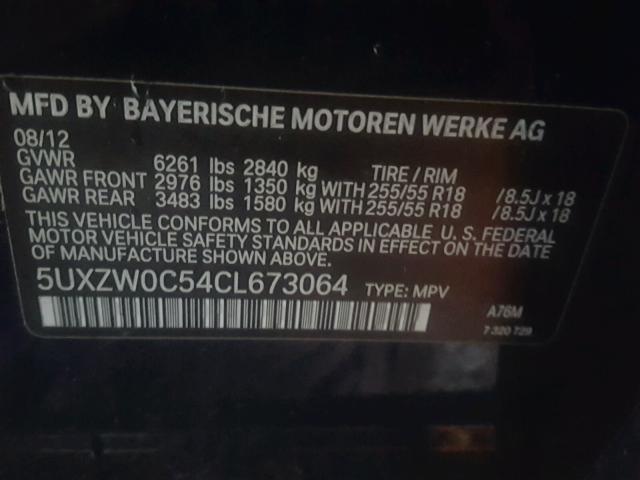 MFD BY BAYERISCHE MOTOREN WERKE AG
08/12
GVWR 6261 lbs 2840 kg TIRE / RIM
GAWR FRONT 2976 lbs 1350 kg WITH 255/55 R18 /8.5J x 18
GAWR REAR 3483 lbs 1580 kg WITH 255/55 R18 /8.5J x 18
THIS VEHICLE CONFORMS TO ALL APPLICABLE U. S. FEDERAL
MOTOR VEHICLE SAFETY STANDARDS IN EFFECT ON THE DATE
OF MANUFACTURE SHOWN ABOVE.
5UXZW0C54CL673064 TYPE: MPV
A76M
7 320 729